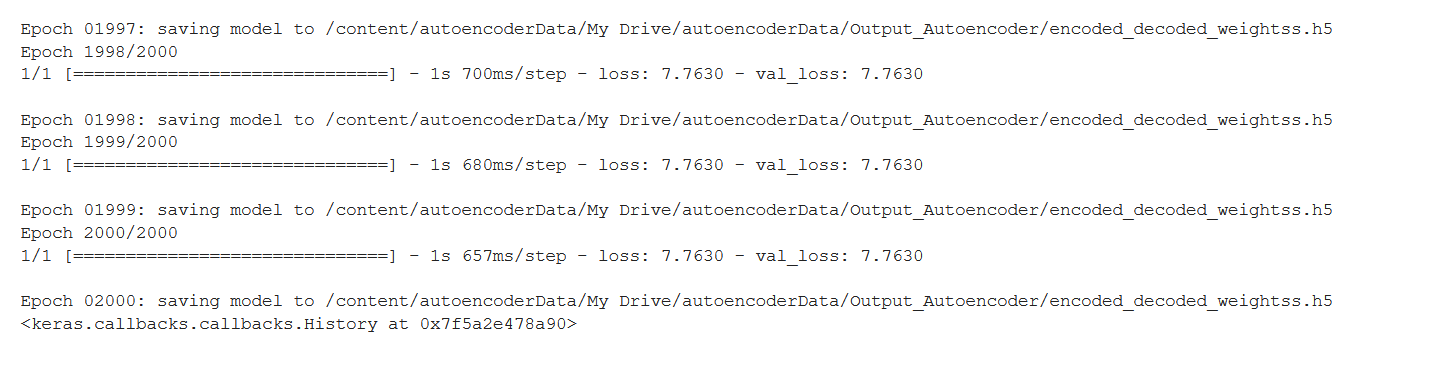 Epoch 01997: saving model to /content/autoencoderData/My Drive/autoencoderData/Output_Autoencoder/encoded_decoded_weightss.h5
Epoch 1998/2000
1/1 [==============================] - 1s 700ms/step - loss: 7.7630 - val_loss: 7.7630
Epoch 01998: saving model to /content/autoencoderData/My Drive/autoencoderData/Output_Autoencoder/encoded_decoded_weightss.h5
Epoch 1999/2000
1/1 [==============================] - 1s 680ms/step - loss: 7.7630 - val_loss: 7.7630
Epoch 01999: saving model to /content/autoencoderData/My Drive/autoencoderData/Output_Autoencoder/encoded_decoded_weightss.h5
Epoch 2000/2000
1/1 [==============================] - 1s 657ms/step - loss: 7.7630 - val_loss: 7.7630
Epoch 02000: saving model to /content/autoencoderData/My Drive/autoencoderData/Output_Autoencoder/encoded_decoded_weightss.h5
<keras.callbacks.callbacks.History at 0x7f5a2e478a90>